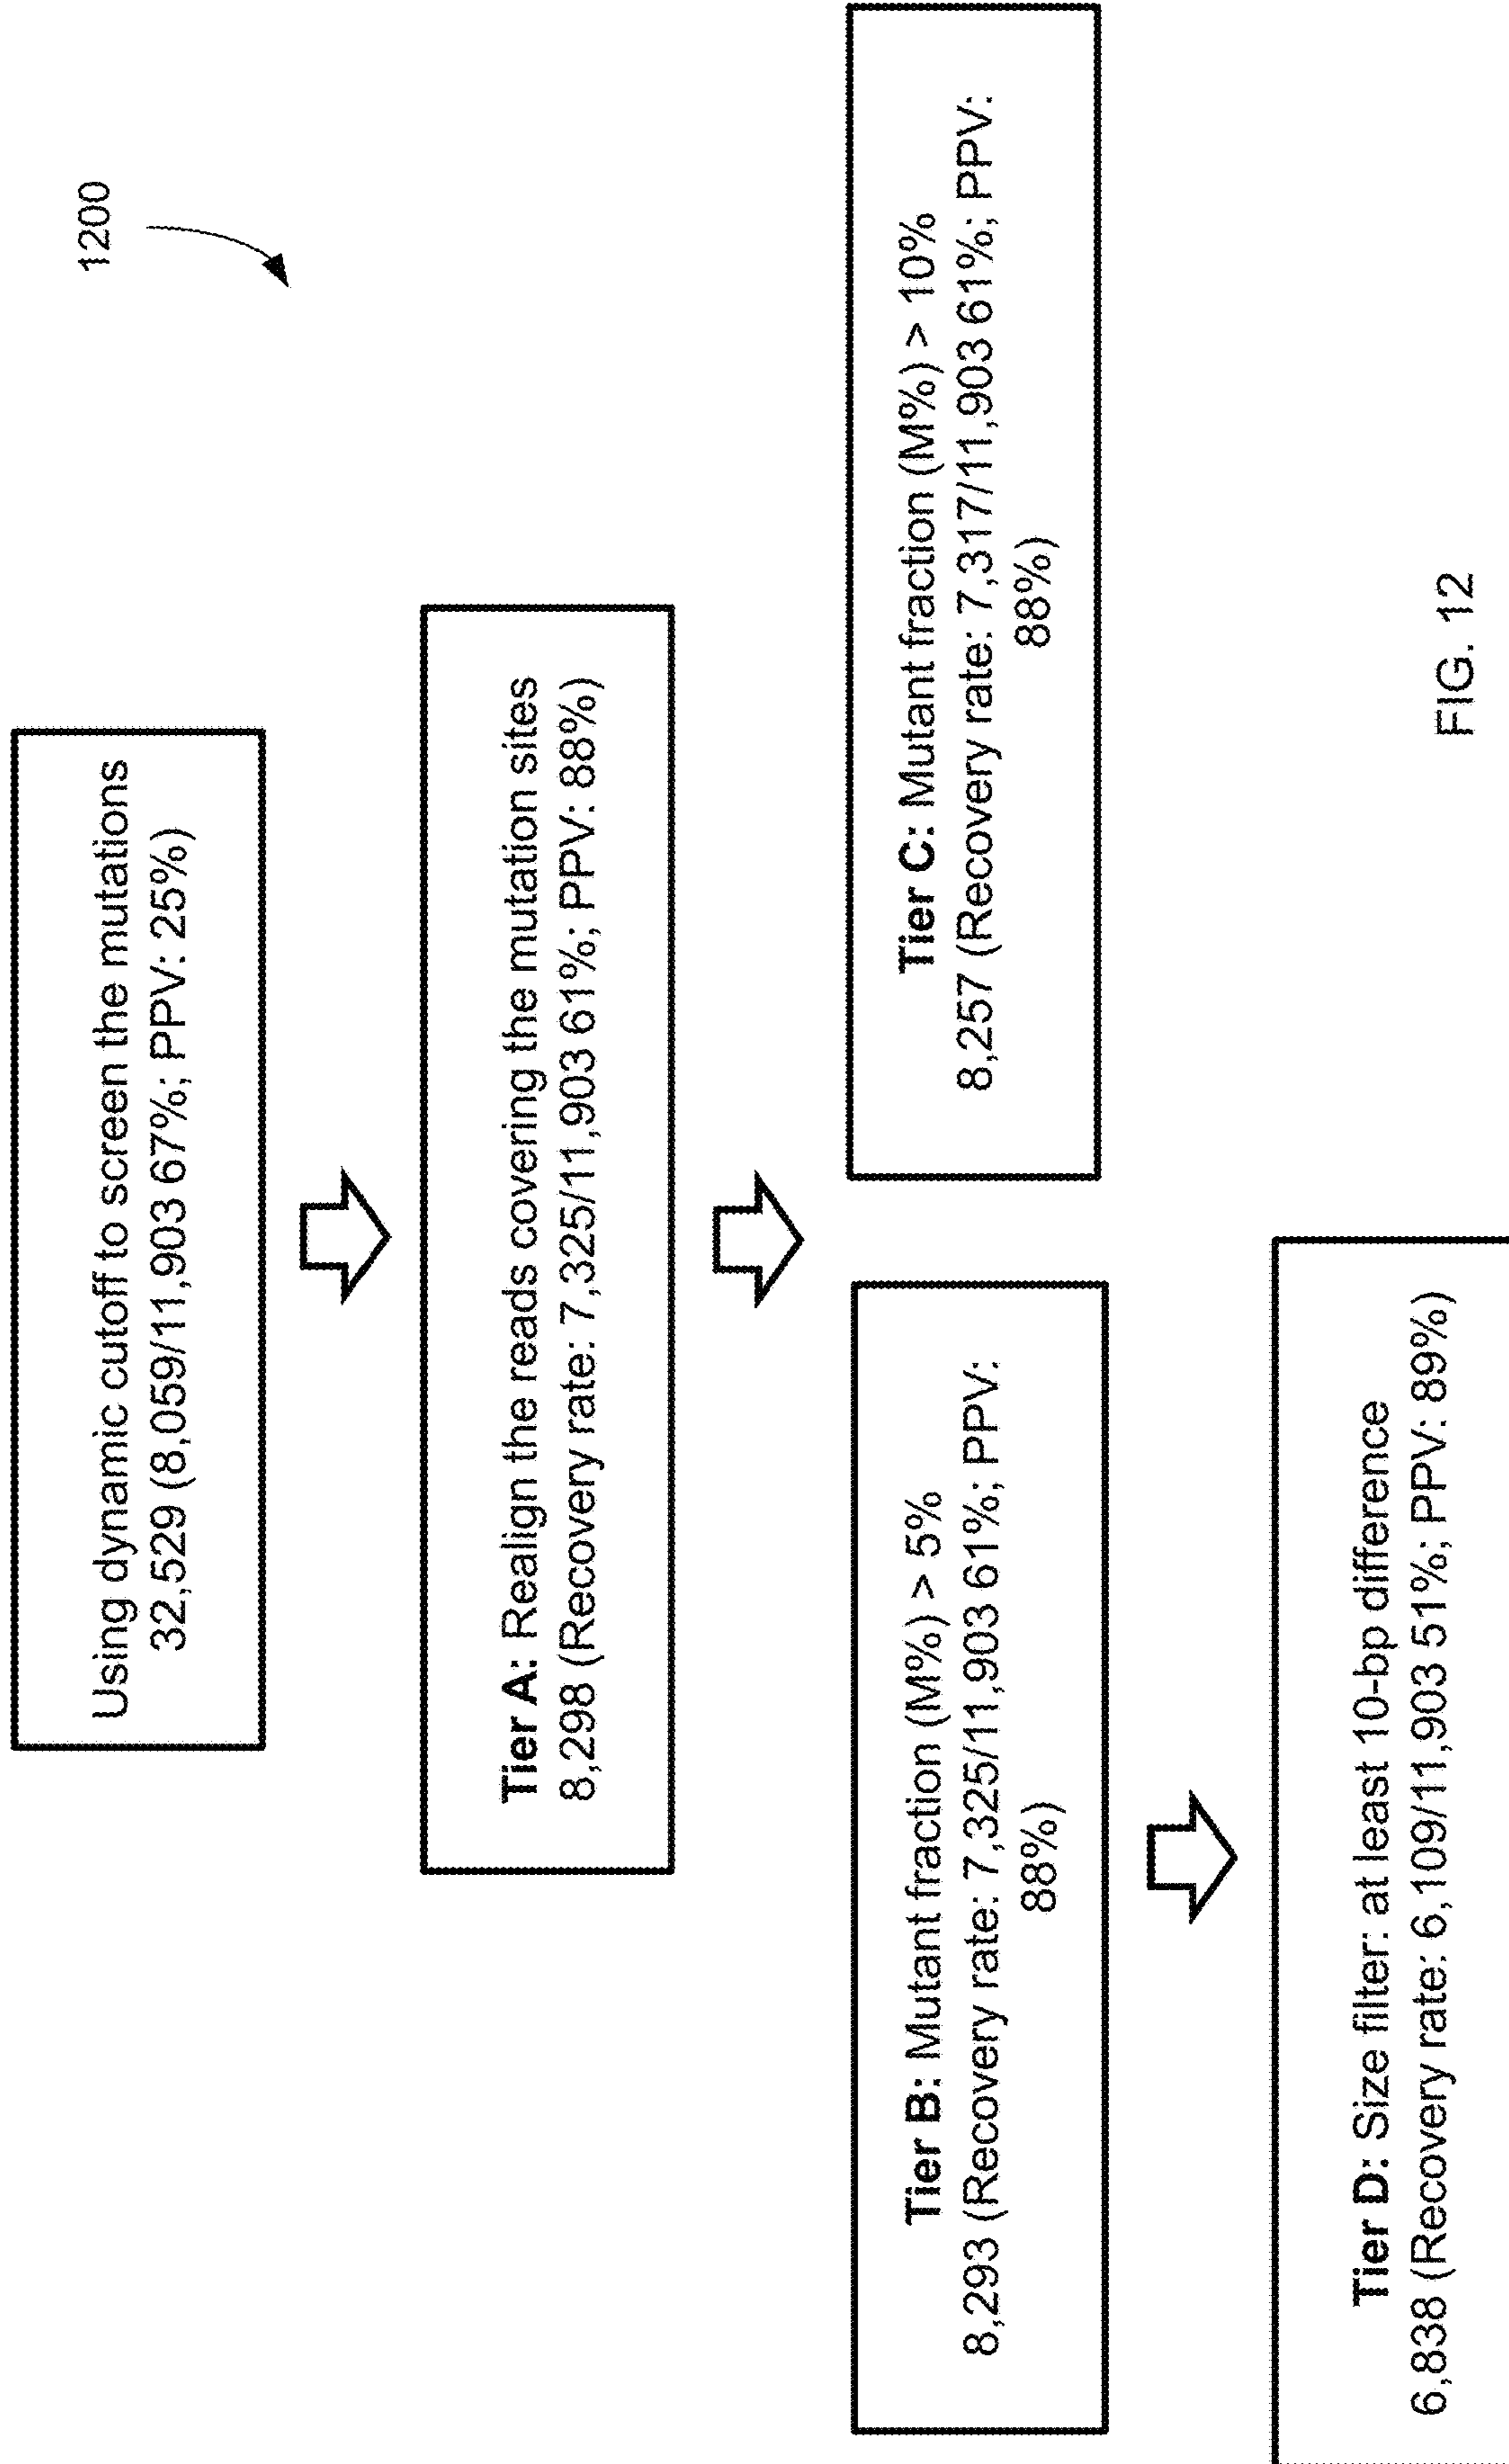 1200
Using dynamic cutoff to screen the mutations
32,529 (8,059/11,903 67%; PPV: 25%)
Tier A: Realign the reads covering the mutation sites
8,298 (Recovery rate: 7,325/11,903 61%; PPV: 88%)
Tier B: Mutant fraction (M%) > 5%
8,293 (Recovery rate: 7,325/11,903 61%; PPV:
88%)
Tier C: Mutant fraction (M%) > 10%
8,257 (Recovery rate: 7,317/11,903 61%; PPV:
88%)
Tier D: Size filter: at least 10-bp difference
6,838 (Recovery rate: 6,109/11,903 51%; PPV: 89%)
FIG. 12